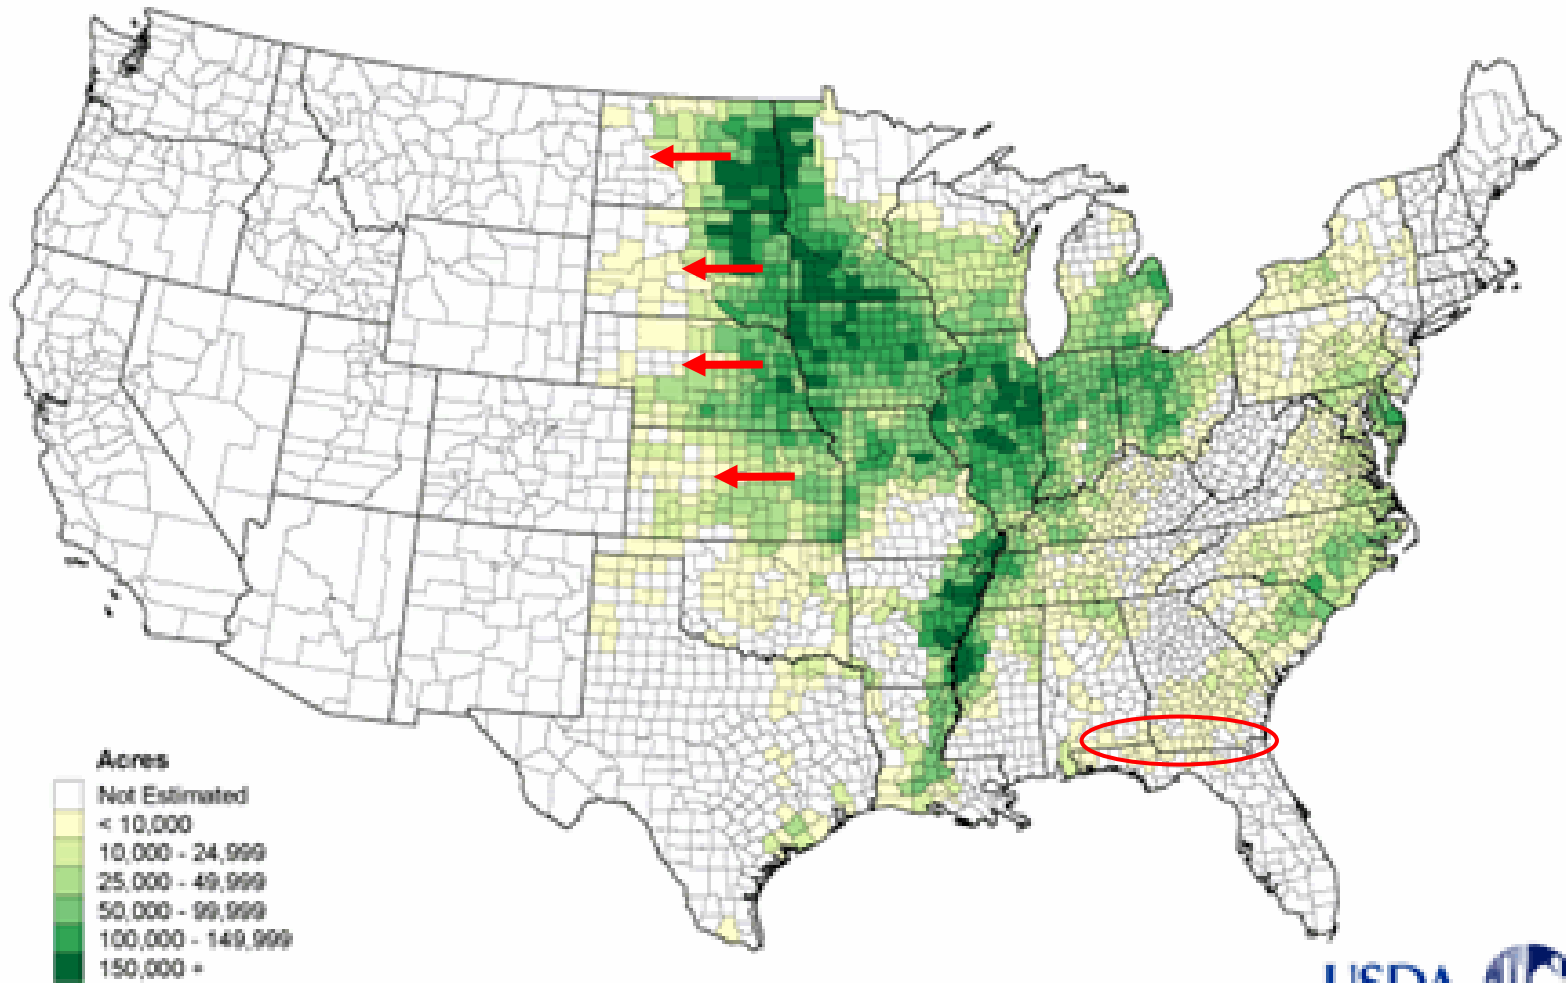 Acres
Not Estimated
< 10,000
10,000 - 24,999
25,000 - 49,999
50,000 - 99,999
100,000 - 149,999
150,000 +
USDA